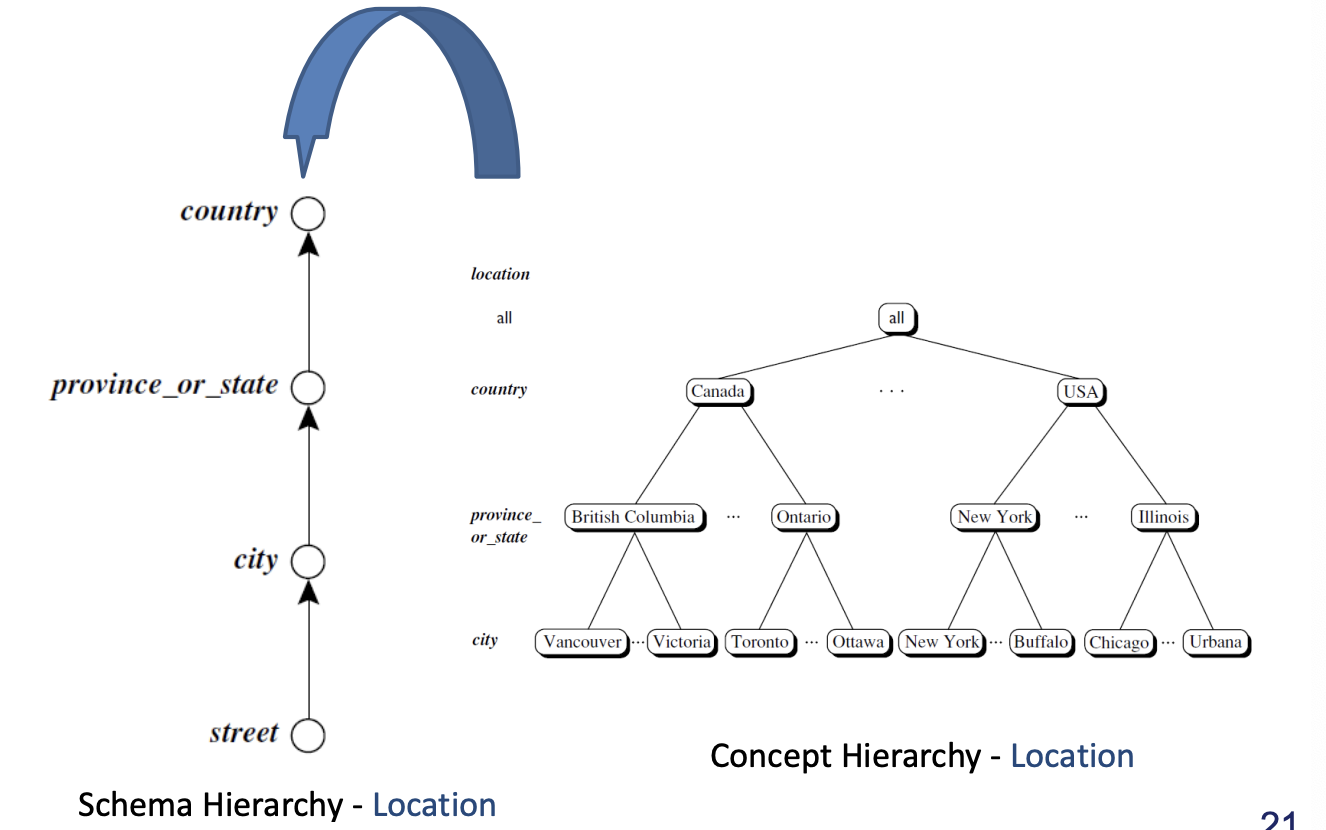 country
province_or_state
city
street
Schema Hierarchy - Location
location
all
all
country
Canada
...
USA
province_
or_state
British Columbia
...
Ontario
New York
...
Illinois
city
Vancouver
...
Victoria
Toronto
...
Ottawa
New York
...
Buffalo
Chicago
...
Urbana
Concept Hierarchy - Location
21